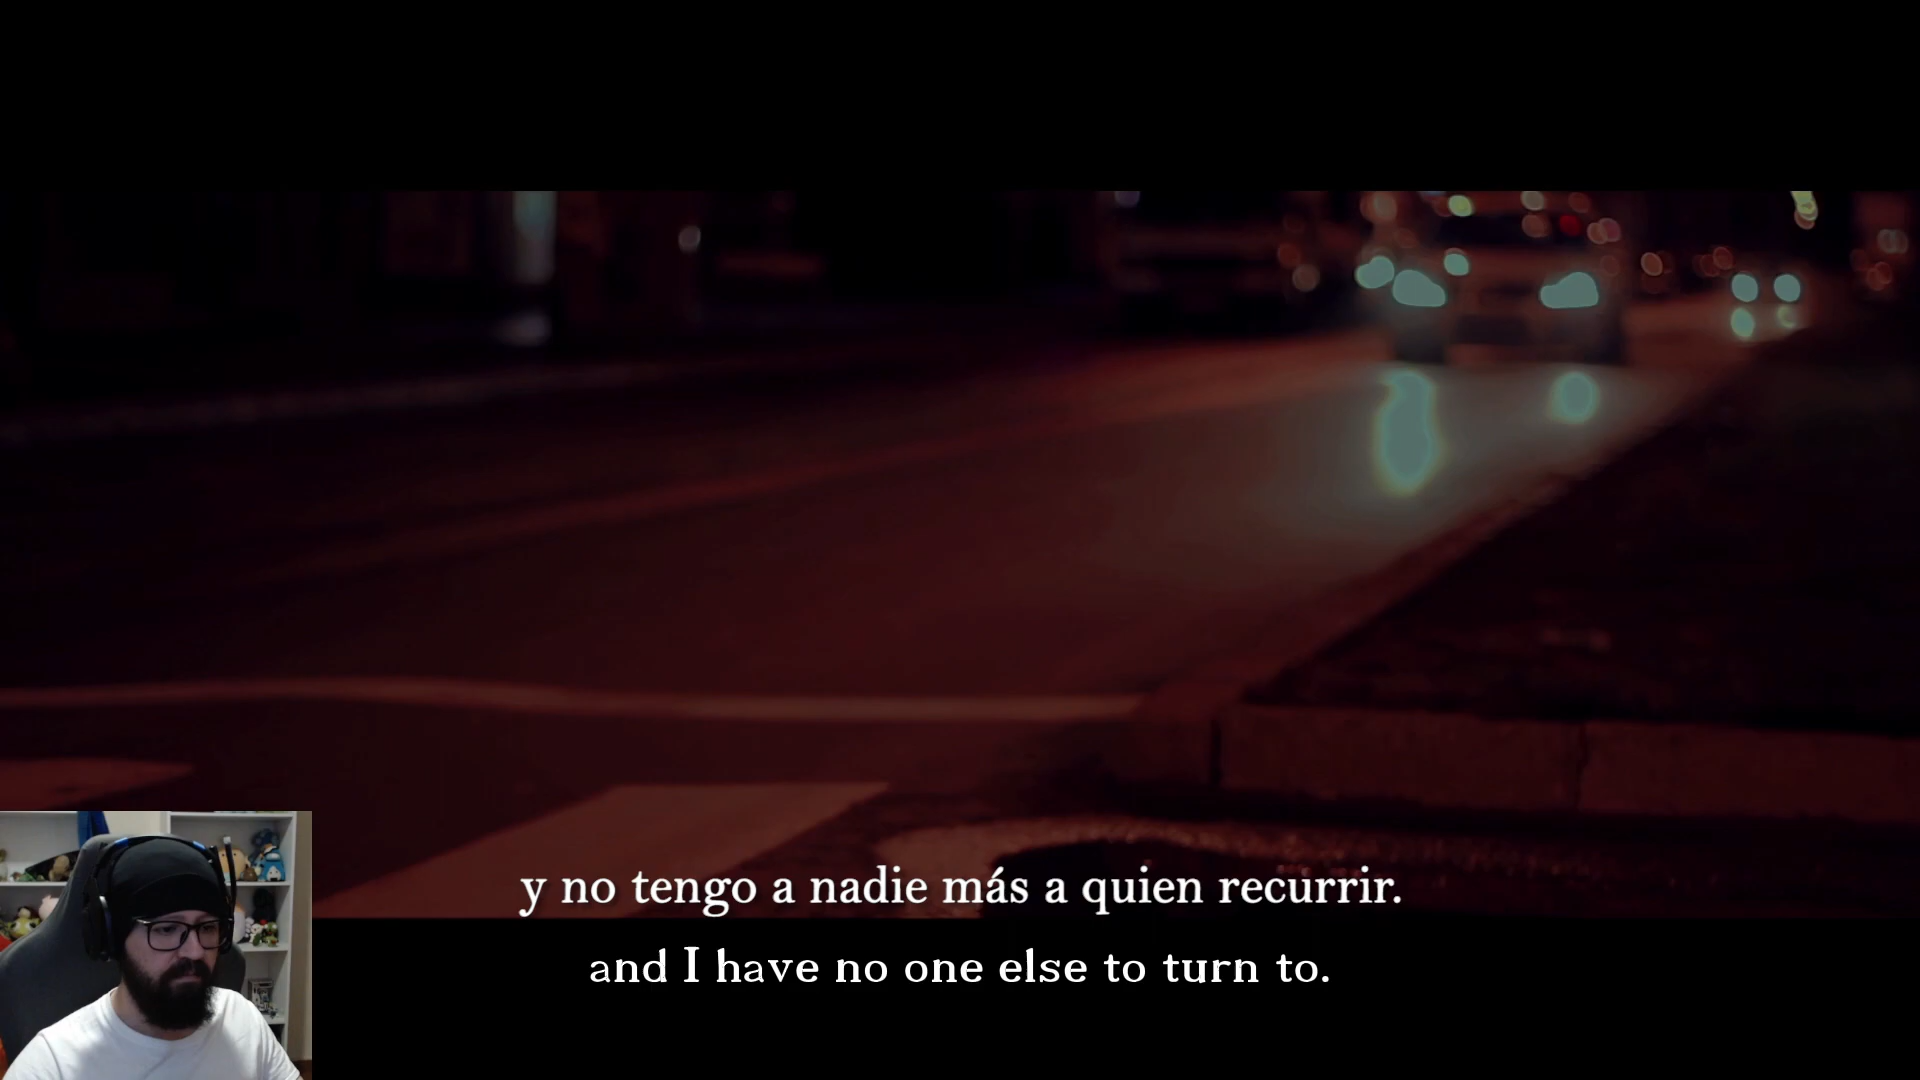 y no tengo a nadie más a quien recurrir.
and I have no one else to turn to.